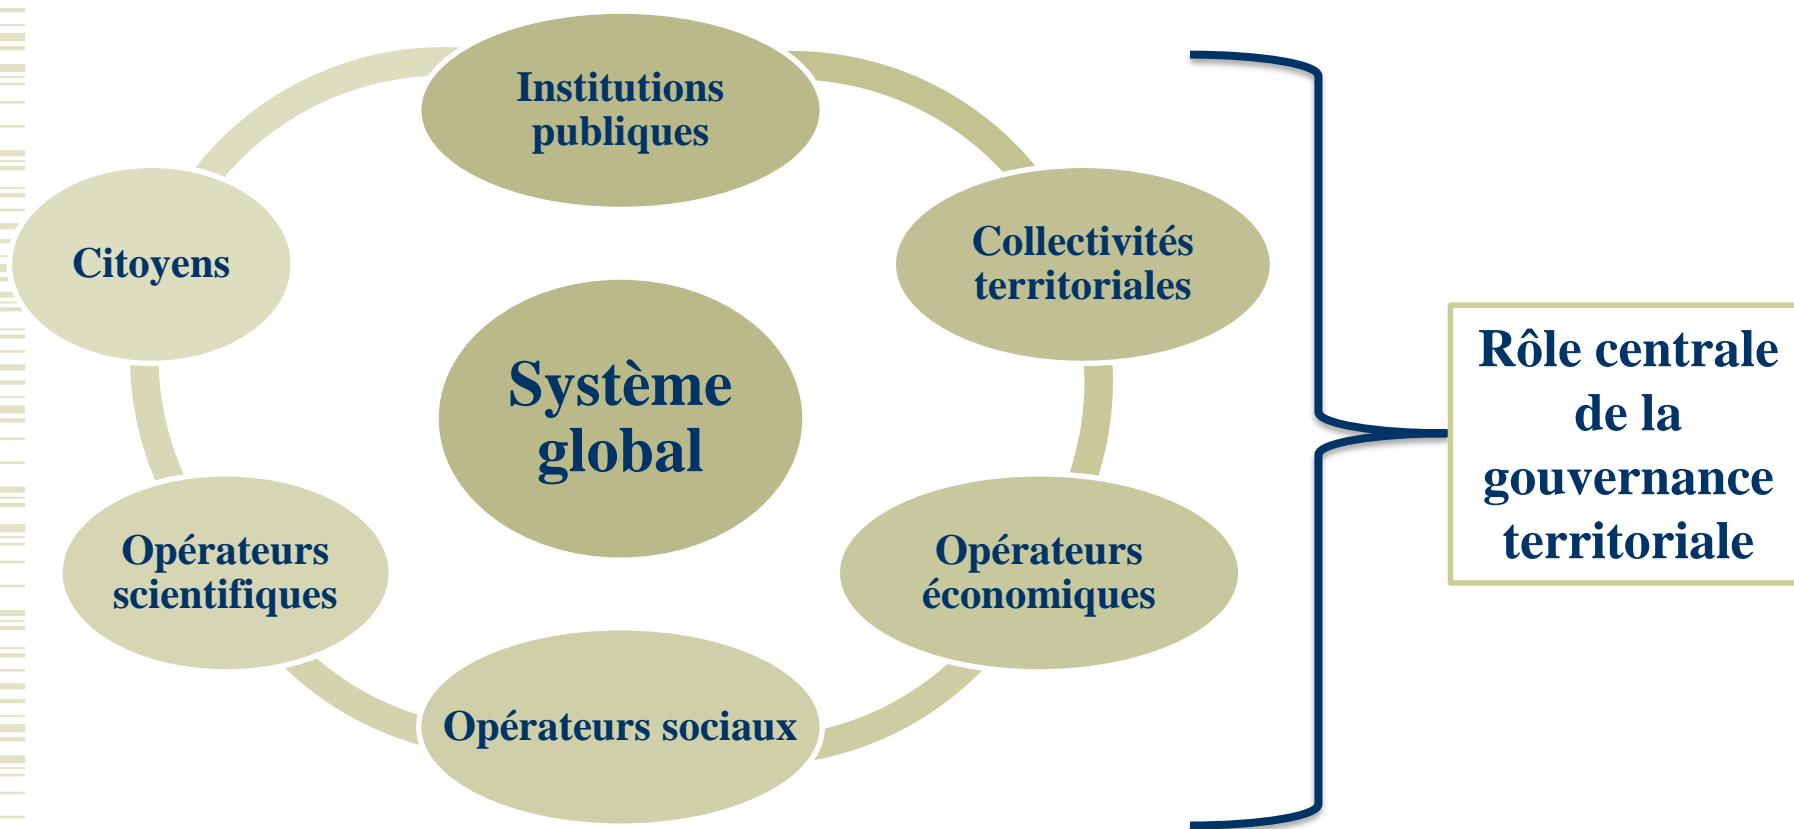 Institutions
publiques
Collectivités
territoriales
Citoyens
Système
global
Opérateurs
scientifiques
Opérateurs
économiques
Opérateurs sociaux
Rôle centrale
de la
gouvernance
territoriale